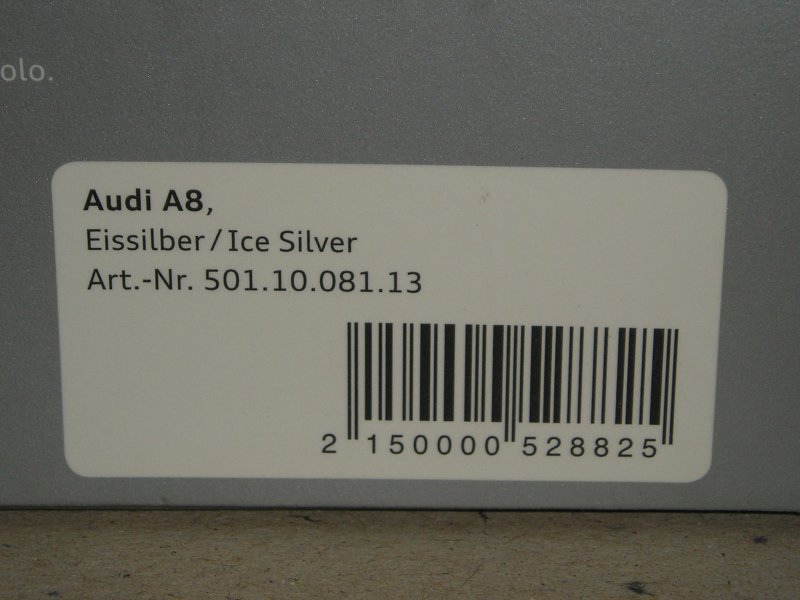 olo.
Audi A8,
Eissilber / Ice Silver
Art.-Nr. 501.10.081.13
2 150000 528825